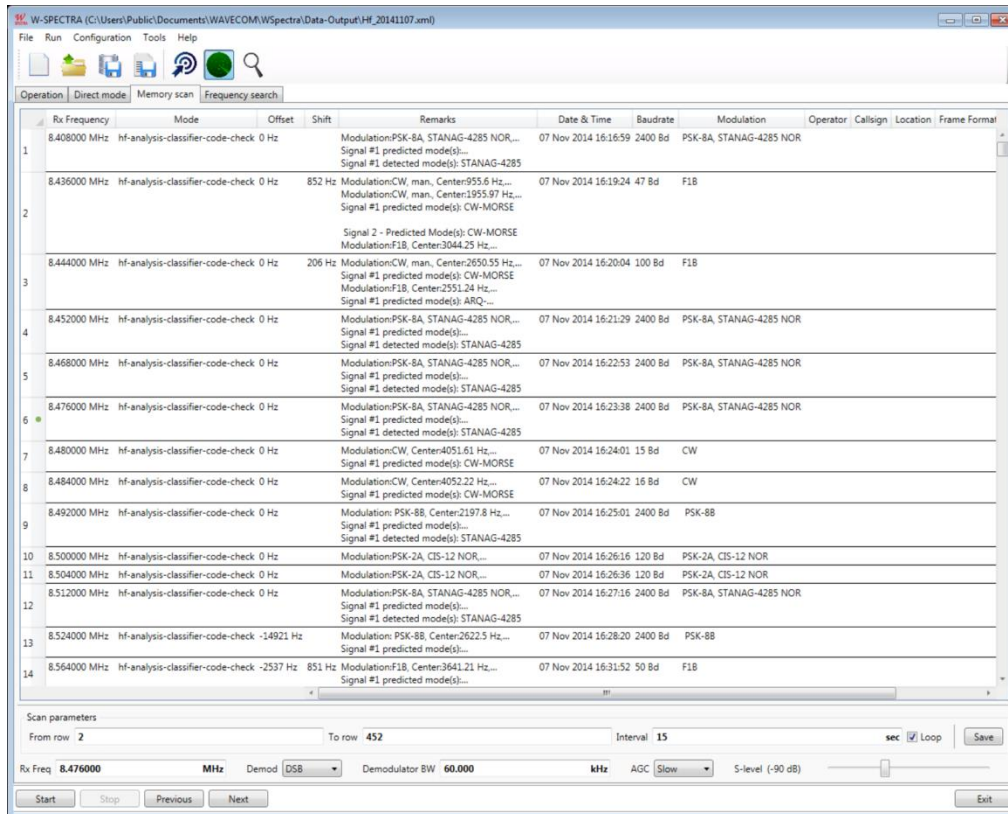 W-SPECTRA (C:\Users\Public\Documents\WAVECOM\WSpectra\Data-Output\Hf_20141107.xml)
File Run Configuration Tools Help
Operation Direct mode Memory scan Frequency search
Rx Frequency Mode Offset Shift Remarks Date & Time Baudrate Modulation Operator Callsign Location Frame Format
1 8.408000 MHz hf-analysis-classifier-code-check 0 Hz Modulation:PSK-8A, STANAG-4285 NOR,... 07 Nov 2014 16:16:59 2400 Bd PSK-8A, STANAG-4285 NOR
Signal #1 predicted mode(s):...
Signal #1 detected mode(s): STANAG-4285
2 8.436000 MHz hf-analysis-classifier-code-check 0 Hz 852 Hz Modulation:CW, man., Center:955.6 Hz,... 07 Nov 2014 16:19:24 47 Bd F1B
Modulation:CW, man., Center:1955.97 Hz,...
Signal #1 predicted mode(s): CW-MORSE
Signal 2 - Predicted Mode(s): CW-MORSE
Modulation:F1B, Center:3044.25 Hz,...
3 8.444000 MHz hf-analysis-classifier-code-check 0 Hz 206 Hz Modulation:CW, man., Center:2650.55 Hz,... 07 Nov 2014 16:20:04 100 Bd F1B
Signal #1 predicted mode(s): CW-MORSE
Modulation:F1B, Center:2551.24 Hz,...
Signal #1 predicted mode(s): ARQ-...
4 8.452000 MHz hf-analysis-classifier-code-check 0 Hz Modulation:PSK-8A, STANAG-4285 NOR,... 07 Nov 2014 16:21:29 2400 Bd PSK-8A, STANAG-4285 NOR
Signal #1 predicted mode(s):...
Signal #1 detected mode(s): STANAG-4285
5 8.468000 MHz hf-analysis-classifier-code-check 0 Hz Modulation:PSK-8A, STANAG-4285 NOR,... 07 Nov 2014 16:22:53 2400 Bd PSK-8A, STANAG-4285 NOR
Signal #1 predicted mode(s):...
Signal #1 detected mode(s): STANAG-4285
6 8.476000 MHz hf-analysis-classifier-code-check 0 Hz Modulation:PSK-8A, STANAG-4285 NOR,... 07 Nov 2014 16:23:38 2400 Bd PSK-8A, STANAG-4285 NOR
Signal #1 predicted mode(s):...
Signal #1 detected mode(s): STANAG-4285
7 8.480000 MHz hf-analysis-classifier-code-check 0 Hz Modulation:CW, Center:4051.61 Hz,... 07 Nov 2014 16:24:01 15 Bd CW
Signal #1 predicted mode(s): CW-MORSE
8 8.484000 MHz hf-analysis-classifier-code-check 0 Hz Modulation:CW, Center:4052.22 Hz,... 07 Nov 2014 16:24:22 16 Bd CW
Signal #1 predicted mode(s): CW-MORSE
9 8.492000 MHz hf-analysis-classifier-code-check 0 Hz Modulation: PSK-8B, Center:2197.8 Hz,... 07 Nov 2014 16:25:01 2400 Bd PSK-8B
Signal #1 predicted mode(s):...
Signal #1 detected mode(s): STANAG-4285
10 8.500000 MHz hf-analysis-classifier-code-check 0 Hz Modulation:PSK-2A, CIS-12 NOR,... 07 Nov 2014 16:26:16 120 Bd PSK-2A, CIS-12 NOR
11 8.504000 MHz hf-analysis-classifier-code-check 0 Hz Modulation:PSK-2A, CIS-12 NOR,... 07 Nov 2014 16:26:36 120 Bd PSK-2A, CIS-12 NOR
12 8.512000 MHz hf-analysis-classifier-code-check 0 Hz Modulation:PSK-8A, STANAG-4285 NOR,... 07 Nov 2014 16:27:16 2400 Bd PSK-8A, STANAG-4285 NOR
Signal #1 predicted mode(s):...
Signal #1 detected mode(s): STANAG-4285
13 8.524000 MHz hf-analysis-classifier-code-check -14921 Hz Modulation: PSK-8B, Center:2622.5 Hz,... 07 Nov 2014 16:28:20 2400 Bd PSK-8B
Signal #1 predicted mode(s):...
14 8.564000 MHz hf-analysis-classifier-code-check -2537 Hz 851 Hz Modulation:F1B, Center:3641.21 Hz,... 07 Nov 2014 16:31:52 50 Bd F1B
Signal #1 predicted mode(s):...
Scan parameters
From row 2 To row 452 Interval 15 sec Loop Save
Rx Freq 8.476000 MHz Demod DSB Demodulator BW 60.000 kHz AGC Slow S-level (-90 dB)
Start Stop Previous Next Exit